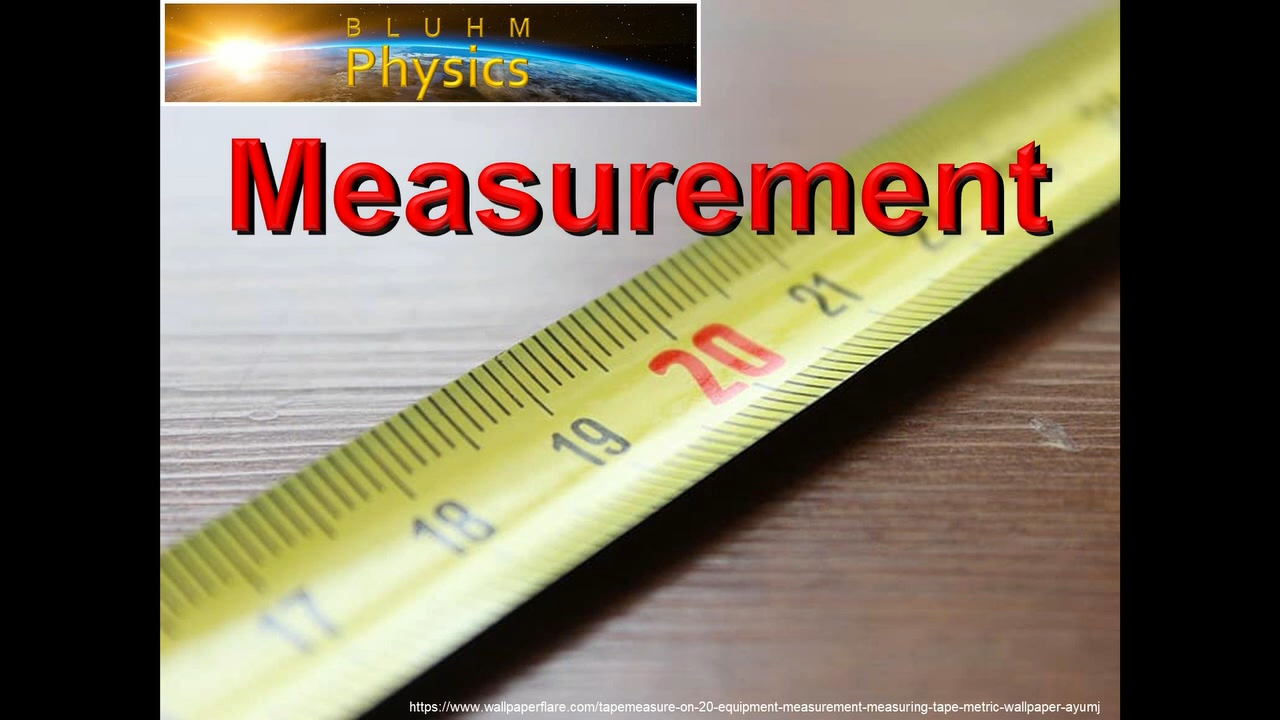 BLUHM
Physics
Measurement
21
20
19
18
17
https://www.wallpaperflare.com/tapemeasure-on-20-equipment-measurement-measuring-tape-metric-wallpaper-ayumj